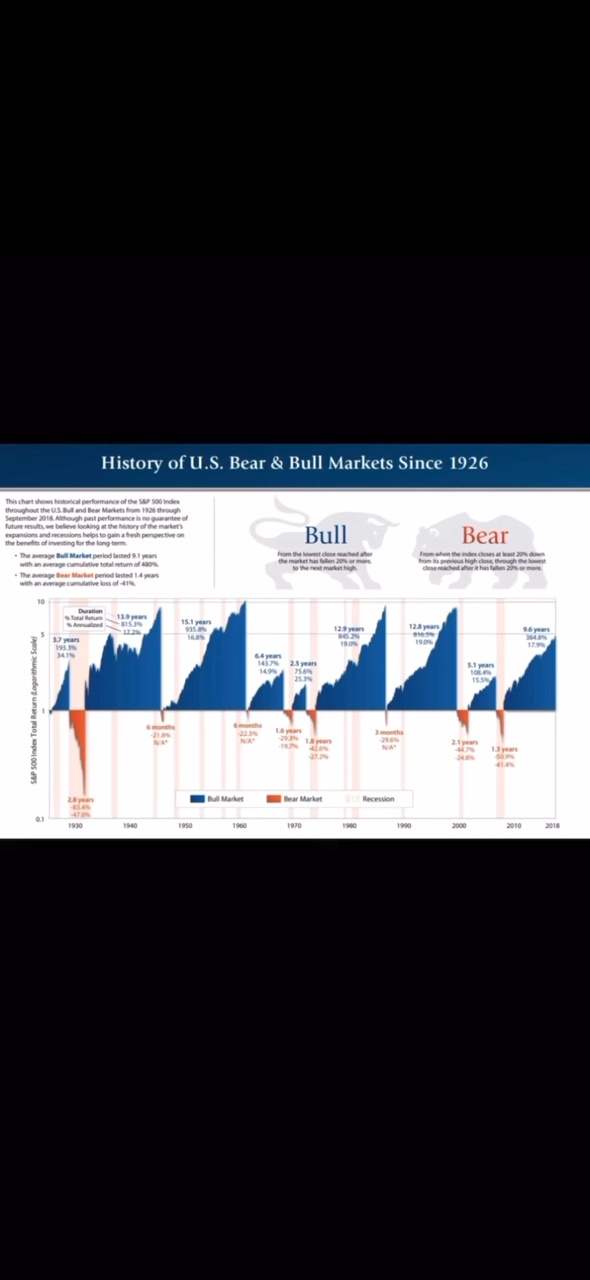 History of U.S. Bear & Bull Markets Since 1926
This chart shows historical performance of the S&P 500 Index
throughout the U.S. Bull and Bear Markets from 1926 through
September 2018. Although past performance is no guarantee of
future results, we believe looking at the history of the market's
expansions and recessions helps to gain a fresh perspective on
the benefits of investing for the long-term.
• The average Bull Market period lasted 9.1 years
with an average cumulative total return of 480%.
• The average Bear Market period lasted 1.4 years
with an average cumulative loss of -41%.
Bull
From the lowest close reached after
the market has fallen 20% or more,
to the next market high.
Bear
From when the index closes at least 20% down
from its previous high close, through the lowest
close reached after it has fallen 20% or more.
S&P 500 Index Total Return (Logarithmic Scale)
10
5
1
0.1
Duration
% Total Return
% Annualized
3.7 years
193.3%
34.1%
13.9 years
815.3%
17.2%
15.1 years
935.8%
16.8%
6.4 years
143.7%
14.9%
2.5 years
75.6%
25.3%
12.9 years
845.2%
19.0%
12.8 years
816.5%
19.0%
5.1 years
108.4%
15.5%
9.6 years
384.8%
17.9%
2.8 years
-83.4%
-47.0%
6 months
-21.8%
N/A*
6 months
-22.3%
N/A*
1.6 years
-29.3%
-19.7%
1.8 years
-42.6%
-27.2%
3 months
-29.6%
N/A*
2.1 years
-44.7%
-24.8%
1.3 years
-50.9%
-41.4%
Bull Market
Bear Market
Recession
1930
1940
1950
1960
1970
1980
1990
2000
2010
2018